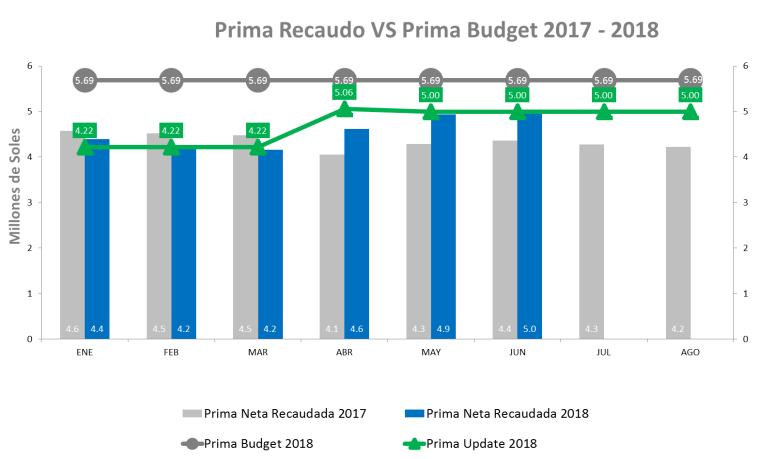 Prima Recaudo VS Prima Budget 2017 - 2018
6 6
5.69 5.69 5.69 5.69 5.69 5.69 5.69 5.69
5.06 5.00 5.00 5.00 5.00
5 5
4.22 4.22 4.22
4 4
Millones de Soles
3 3
2 2
1 1
4.6 4.4 4.5 4.2 4.5 4.2 4.1 4.6 4.3 4.9 4.4 5.0 4.3 4.2
0 0
ENE FEB MAR ABR MAY JUN JUL AGO
Prima Neta Recaudada 2017 Prima Neta Recaudada 2018
Prima Budget 2018 Prima Update 2018